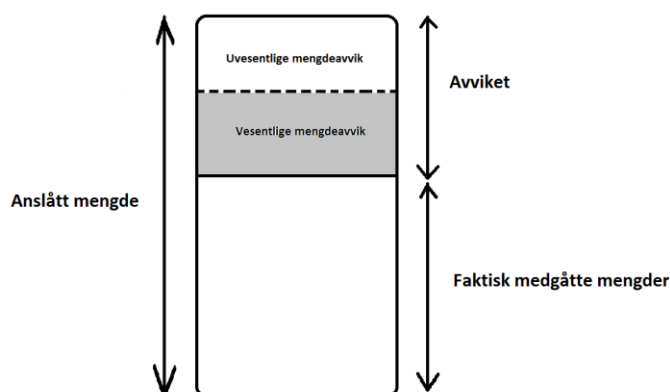 Uvesentlige mengdeavvik
Avviket
Vesentlige mengdeavvik
Anslått mengde
Faktisk medgåtte mengder